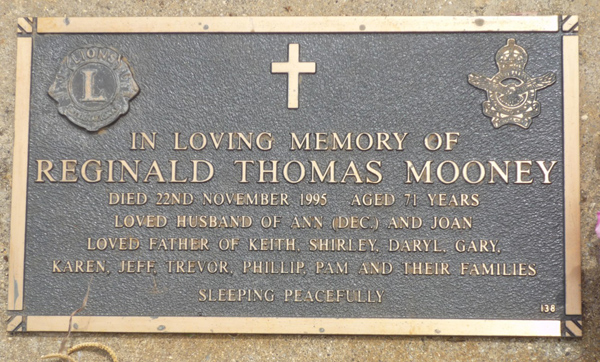 LIONS
L
IN LOVING MEMORY OF
REGINALD THOMAS MOONEY
DIED 22ND NOVEMBER 1995 AGED 71 YEARS
LOVED HUSBAND OF ANN (DEC.) AND JOAN
LOVED FATHER OF KEITH, SHIRLEY, DARYL, GARY,
KAREN, JEFF, TREVOR, PHILLIP, PAM AND THEIR FAMILIES
SLEEPING PEACEFULLY
138